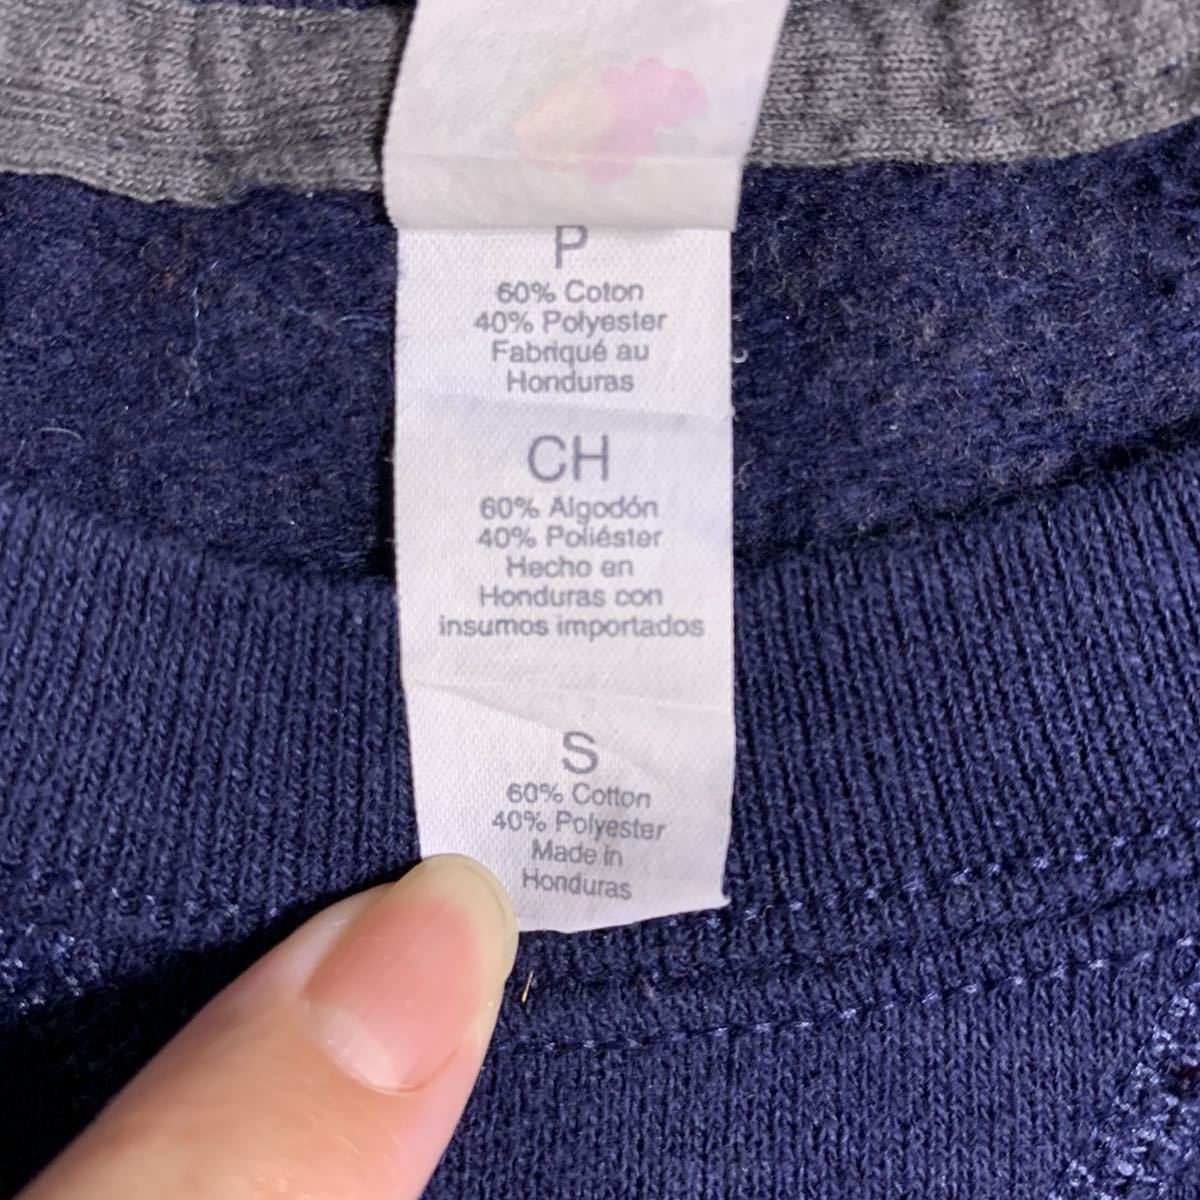 P
60% Coton
40% Polyester
Fabriqué au
Honduras
CH
60% Algodón
40% Poliéster
Hecho en
Honduras con
insumos importados
S
60% Cotton
40% Polyester
Made in
Honduras